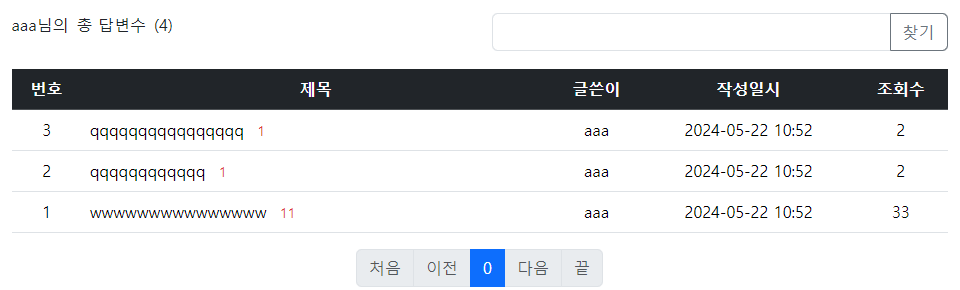 aaa님의 총 답변수 (4)
찾기
번호 제목 글쓴이 작성일시 조회수
3 qqqqqqqqqqqqqqqq 1 aaa 2024-05-22 10:52 2
2 qqqqqqqqqqqq 1 aaa 2024-05-22 10:52 2
1 wwwwwwwwwwwwwww 11 aaa 2024-05-22 10:52 33
처음 이전 0 다음 끝